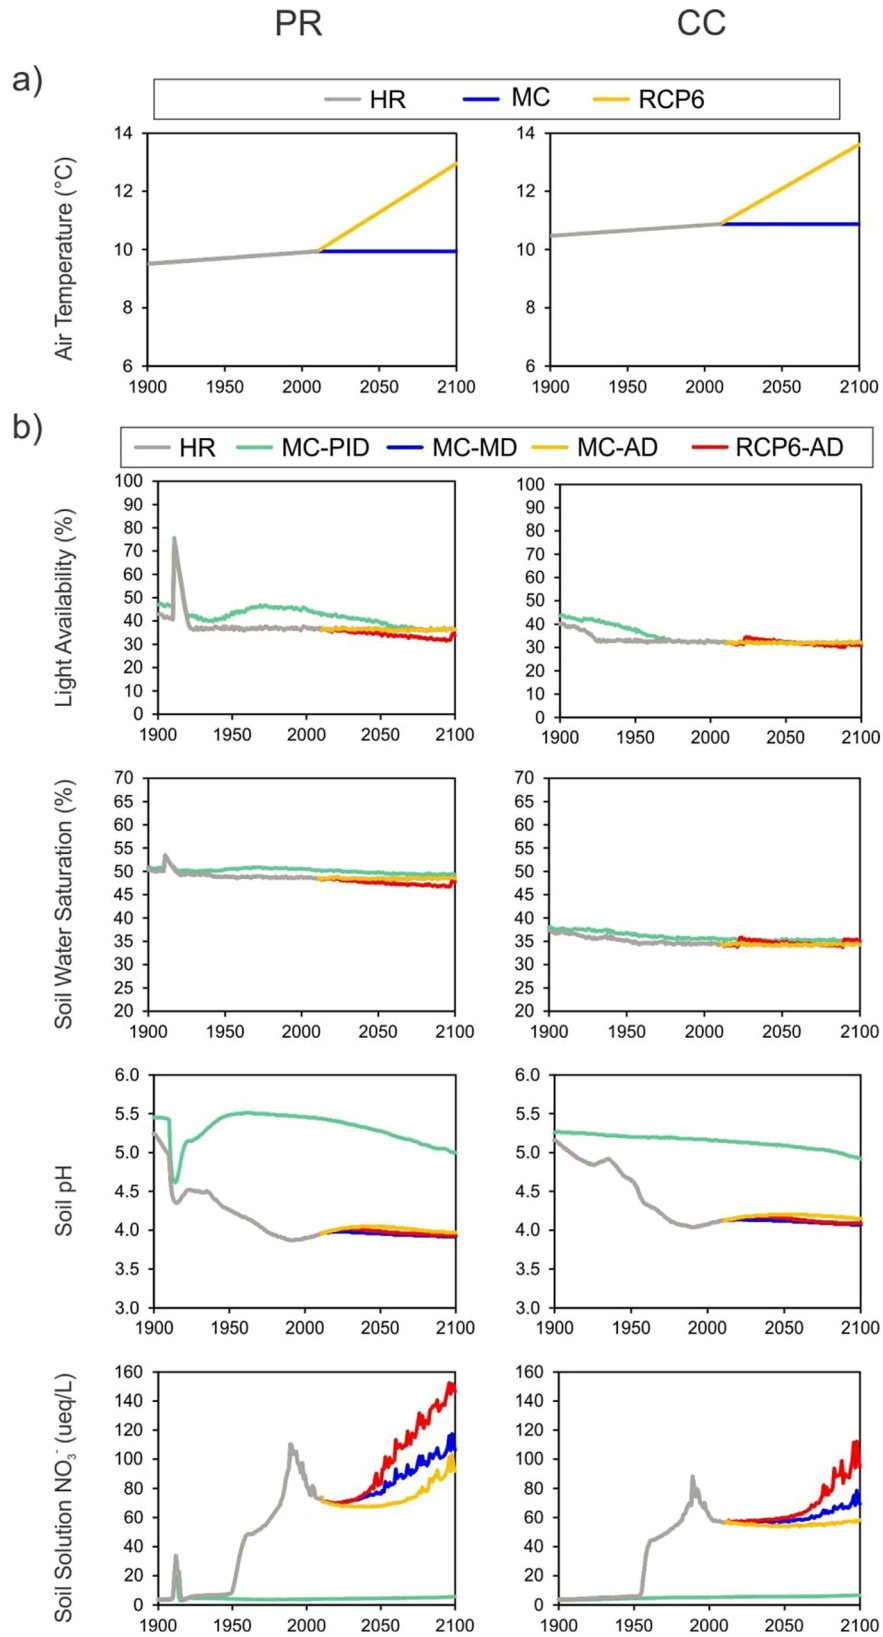 PR CC
a)
HR MC RCP6
Air Temperature (°C)
14 14
12 12
10 10
8 8
6 6
1900 1950 2000 2050 2100 1900 1950 2000 2050 2100
b)
HR MC-PID MC-MD MC-AD RCP6-AD
Light Availability (%)
100 100
90 90
80 80
70 70
60 60
50 50
40 40
30 30
20 20
10 10
0 0
1900 1950 2000 2050 2100 1900 1950 2000 2050 2100
Soil Water Saturation (%)
70 70
65 65
60 60
55 55
50 50
45 45
40 40
35 35
30 30
25 25
20 20
1900 1950 2000 2050 2100 1900 1950 2000 2050 2100
Soil pH
6.0 6.0
5.5 5.5
5.0 5.0
4.5 4.5
4.0 4.0
3.5 3.5
3.0 3.0
1900 1950 2000 2050 2100 1900 1950 2000 2050 2100
Soil Solution NO₃⁻ (ueq/L)
160 160
140 140
120 120
100 100
80 80
60 60
40 40
20 20
0 0
1900 1950 2000 2050 2100 1900 1950 2000 2050 2100